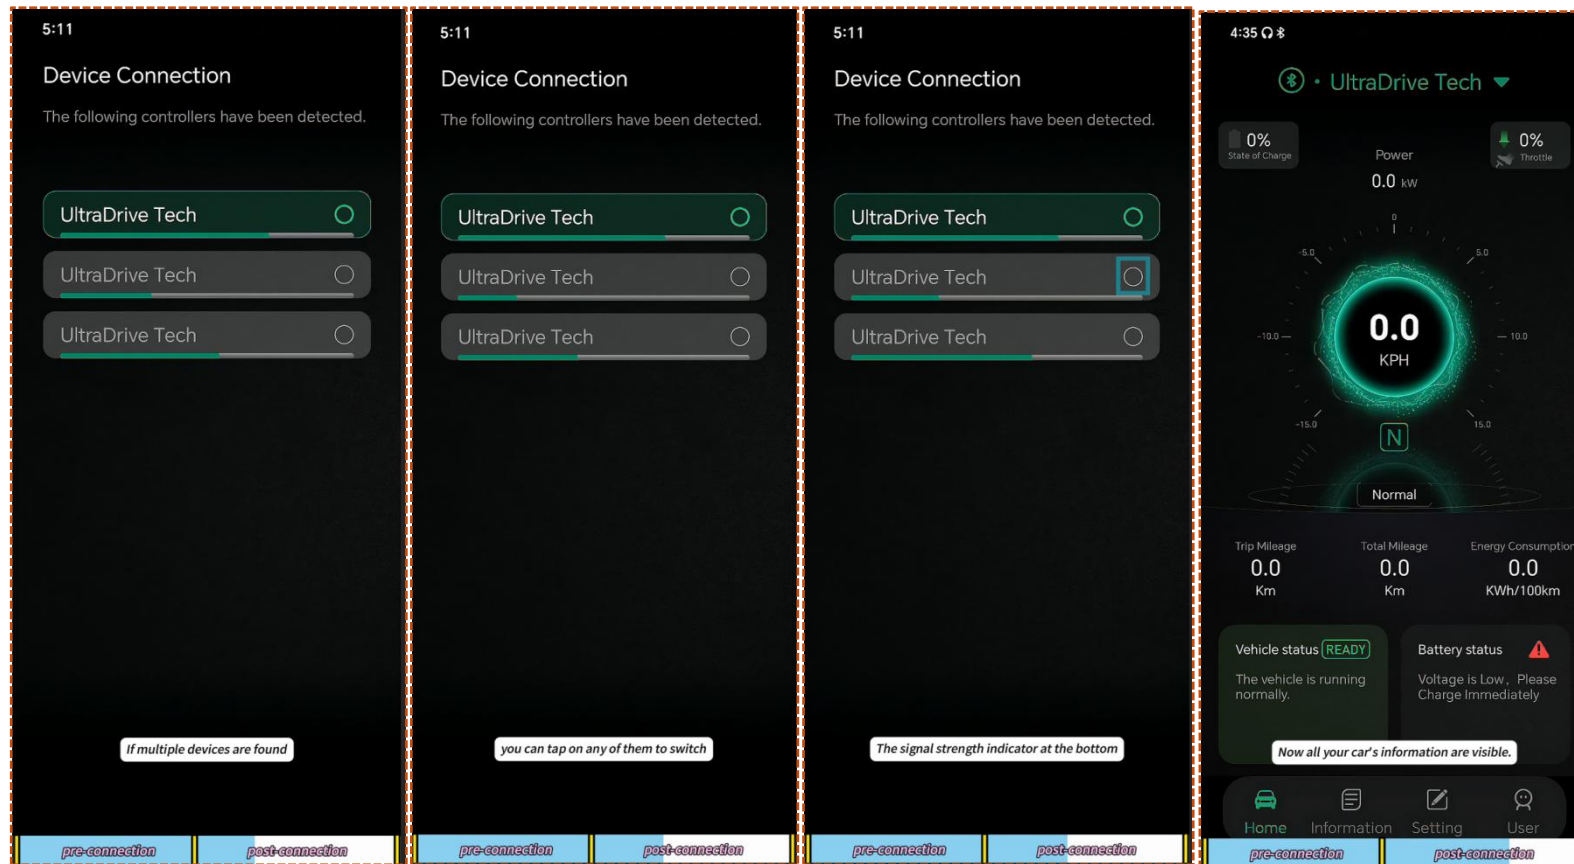 5:11
Device Connection
The following controllers have been detected.
UltraDrive Tech
UltraDrive Tech
UltraDrive Tech
If multiple devices are found
pre-connection
post-connection
5:11
Device Connection
The following controllers have been detected.
UltraDrive Tech
UltraDrive Tech
UltraDrive Tech
you can tap on any of them to switch
pre-connection
post-connection
5:11
Device Connection
The following controllers have been detected.
UltraDrive Tech
UltraDrive Tech
UltraDrive Tech
The signal strength indicator at the bottom
pre-connection
post-connection
4:35
• UltraDrive Tech
0%
State of Charge
0%
Throttle
Power
0.0 kW
0
-5.0
5.0
-10.0
10.0
-15.0
15.0
0.0
KPH
N
Normal
Trip Mileage
0.0
Km
Total Mileage
0.0
Km
Energy Consumption
0.0
KWh/100km
Vehicle status READY
The vehicle is running
normally.
Battery status
Voltage is Low, Please
Charge Immediately
Now all your car's information are visible.
Home
Information
Setting
User
pre-connection
post-connection